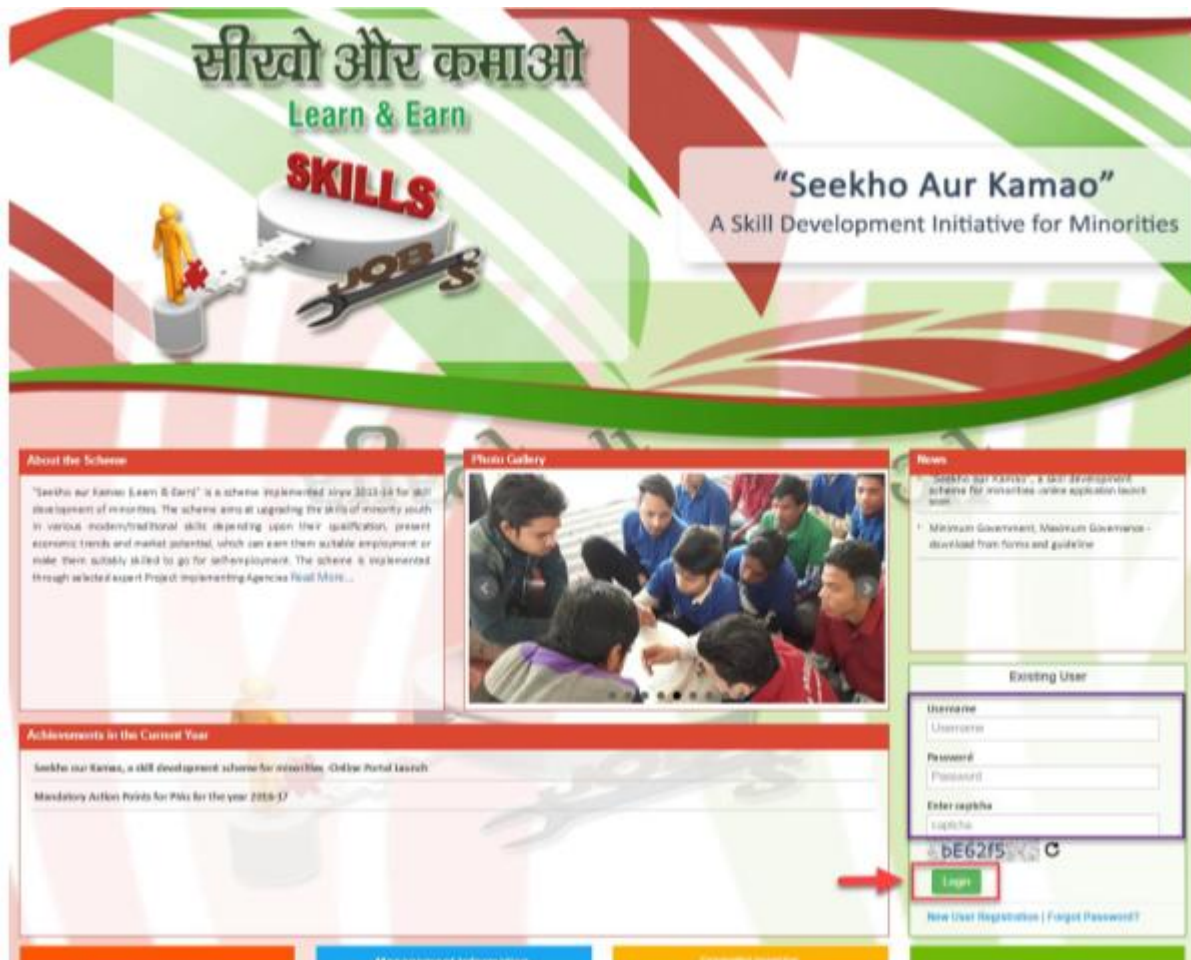 सीखो और कमाओ
Learn & Earn
SKILLS
JOBS
"Seekho Aur Kamao"
A Skill Development Initiative for Minorities
About the Scheme
"Seekho aur Kamao (Learn & Earn)" is a scheme implemented since 2013-14 for skill
development of minorities. The scheme aims at upgrading the skills of minority youth
in various modern/traditional skills depending upon their qualification, present
economic trends and market potential, which can earn them suitable employment or
make them suitably skilled to go for selfemployment. The scheme is implemented
through selected expert Project Implementing Agencies Read More...
Photo Gallery
News
"Seekho aur Kamao", a skill development
scheme for minorities online application launch
soon
Minimum Government, Maximum Governance -
download from forms and guideline
Existing User
Username
Username
Password
Password
Enter captcha
captcha
bE62f5
Login
New User Registration | Forgot Password?
Achievements in the Current Year
Seekho aur Kamao, a skill development scheme for minorities -Online Portal Launch
Mandatory Action Points for PIAs for the year 2016-17
Management Information